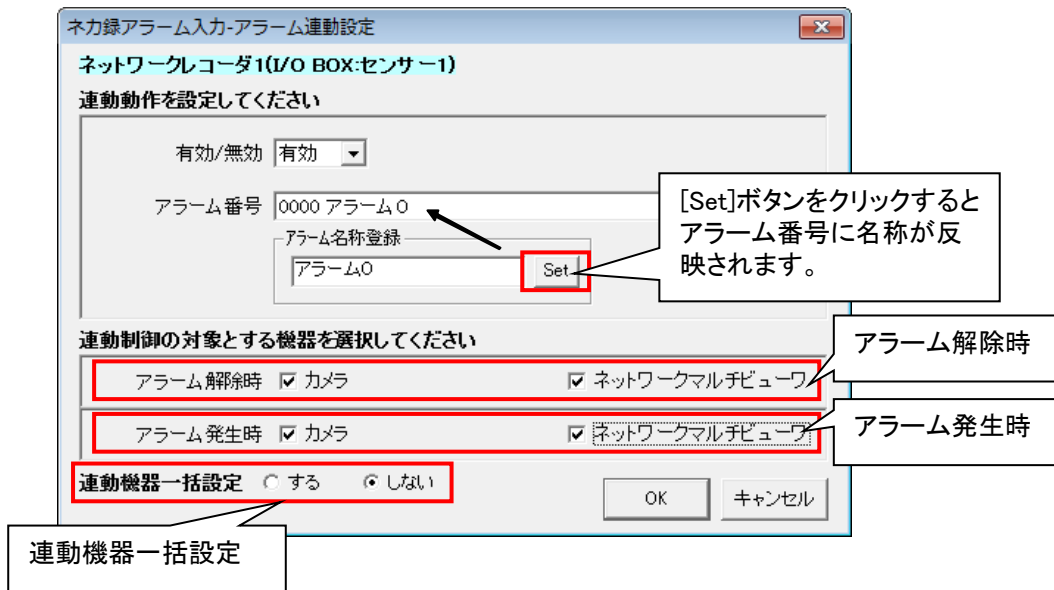 ネカ録アラーム入力-アラーム連動設定
ネットワークレコーダ1(I/O BOX:センサー1)
連動動作を設定してください
有効/無効 有効
アラーム番号 0000 アラーム0
アラーム名称登録
アラーム0 Set
[Set]ボタンをクリックすると
アラーム番号に名称が反
映されます。
連動制御の対象とする機器を選択してください
アラーム解除時 カメラ ネットワークマルチビューワ
アラーム解除時
アラーム発生時 カメラ ネットワークマルチビューワ
アラーム発生時
連動機器一括設定 する しない
OK キャンセル
連動機器一括設定